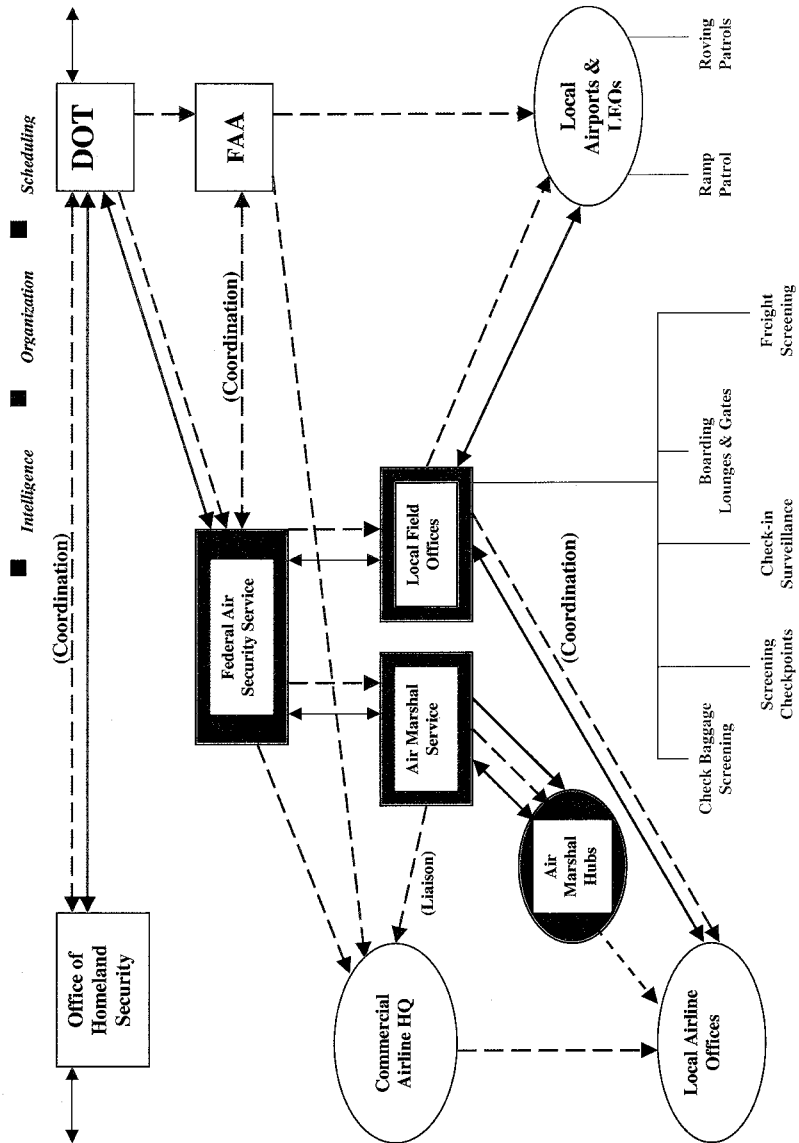 Intelligence
Organization
Scheduling
Office of
Homeland
Security
(Coordination)
DOT
Federal Air
Security Service
(Coordination)
FAA
Commercial
Airline HQ
(Liaison)
Air Marshal
Service
Local Field
Offices
Air
Marshal
Hubs
(Coordination)
Local Airline
Offices
Local
Airports &
LEOs
Check Baggage
Screening
Screening
Checkpoints
Check-in
Surveillance
Boarding
Lounges & Gates
Freight
Screening
Ramp
Patrol
Roving
Patrols